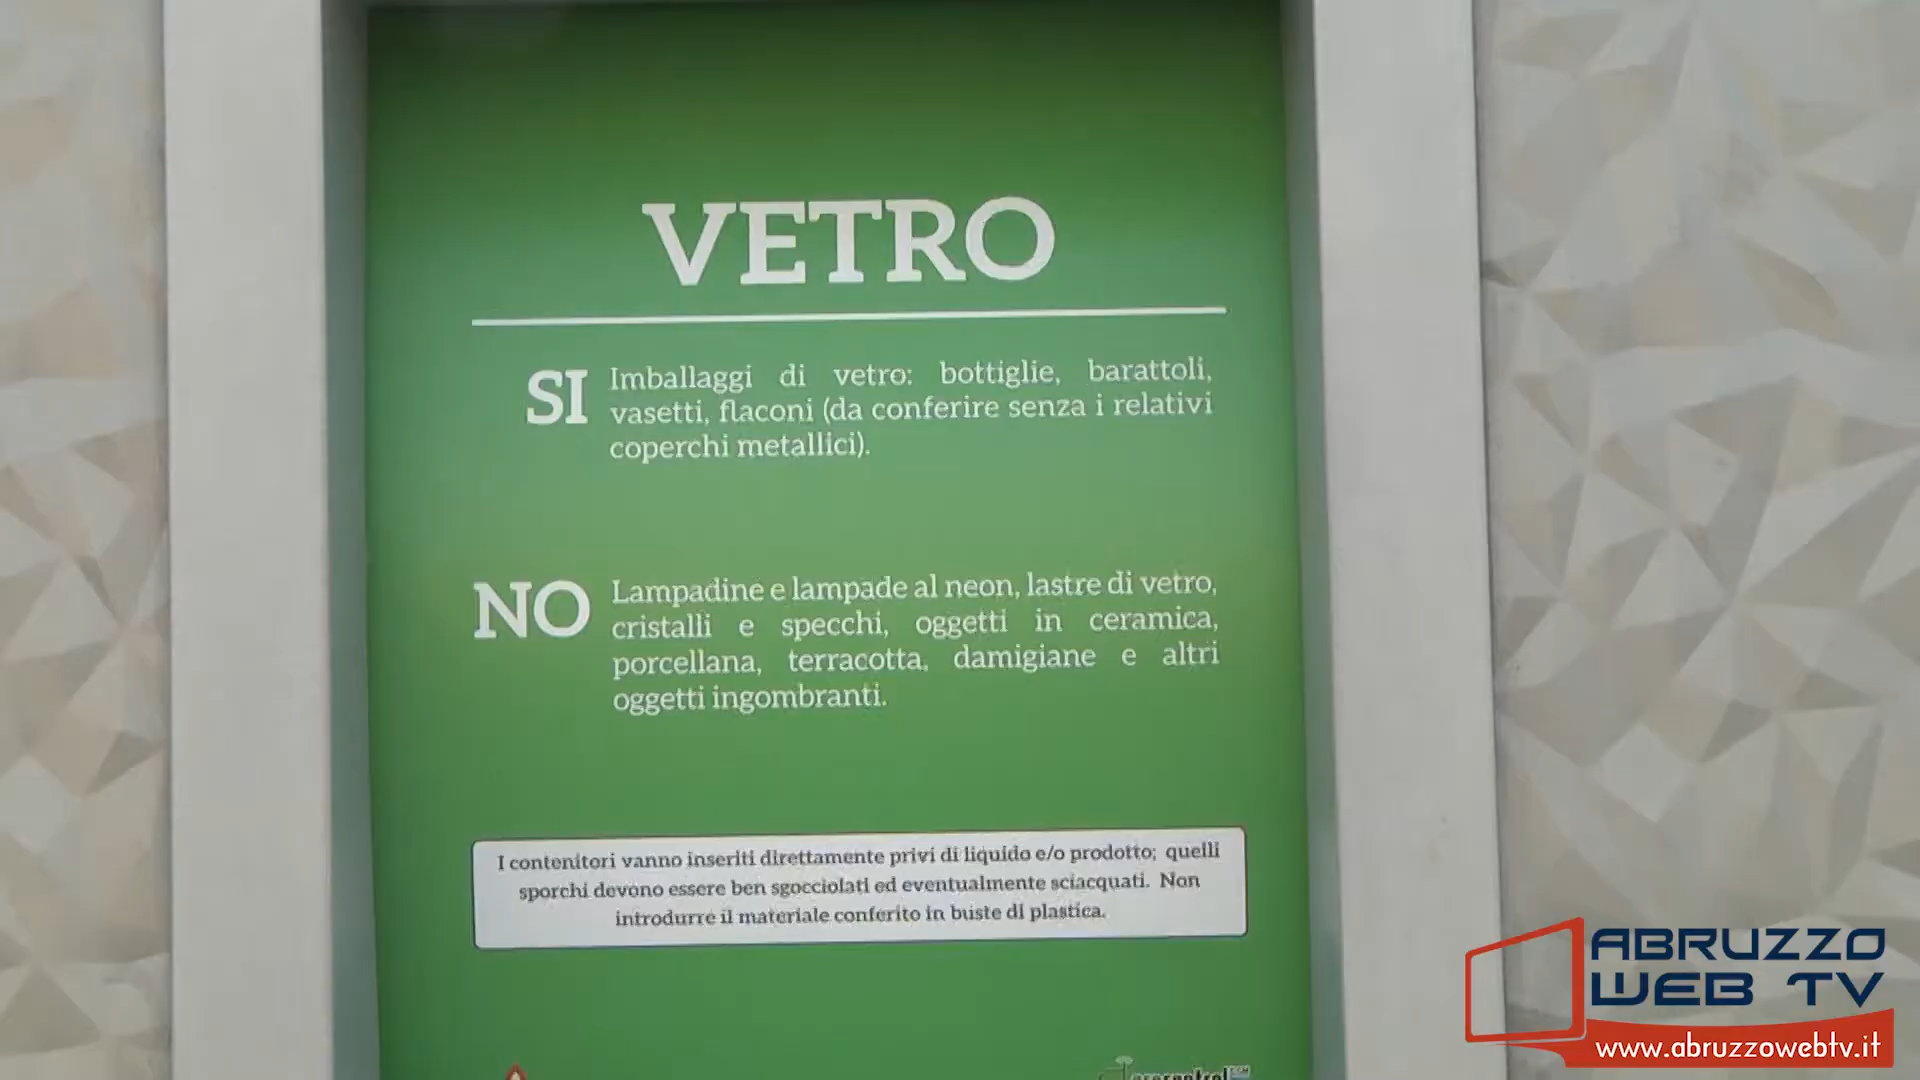 VETRO
SI Imballaggi di vetro: bottiglie, barattoli,
vasetti, flaconi (da conferire senza i relativi
coperchi metallici).
NO Lampadine e lampade al neon, lastre di vetro,
cristalli e specchi, oggetti in ceramica,
porcellana, terracotta, damigiane e altri
oggetti ingombranti.
I contenitori vanno inseriti direttamente privi di liquido e/o prodotto; quelli
sporchi devono essere ben sgocciolati ed eventualmente sciacquati. Non
introdurre il materiale conferito in buste di plastica.
ABRUZZO
WEB TV
www.abruzzowebtv.it